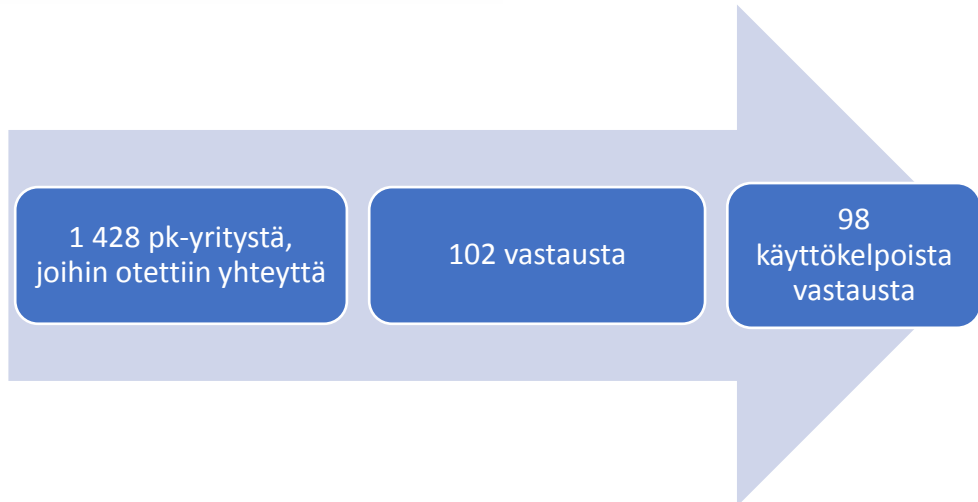 1 428 pk-yritystä,
joihin otettiin yhteyttä
102 vastausta
98
käyttökelpoista
vastausta